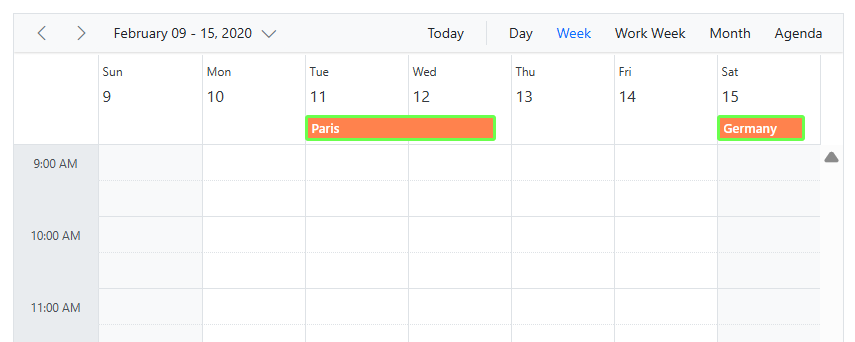 February 09 - 15, 2020 Today Day Week Work Week Month Agenda
Sun Mon Tue Wed Thu Fri Sat
9 10 11 12 13 14 15
Paris Germany
9:00 AM
10:00 AM
11:00 AM